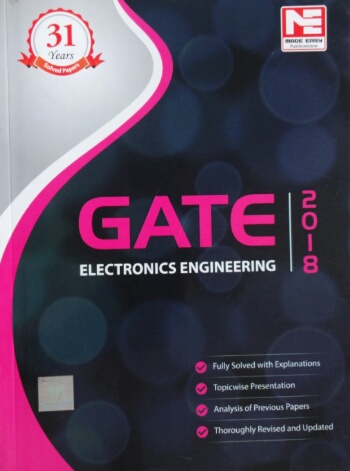 31
Years
Solved Papers
ME
MADE EASY
Publications
GATE
2018
ELECTRONICS ENGINEERING
Fully Solved with Explanations
Topicwise Presentation
Analysis of Previous Papers
Thoroughly Revised and Updated